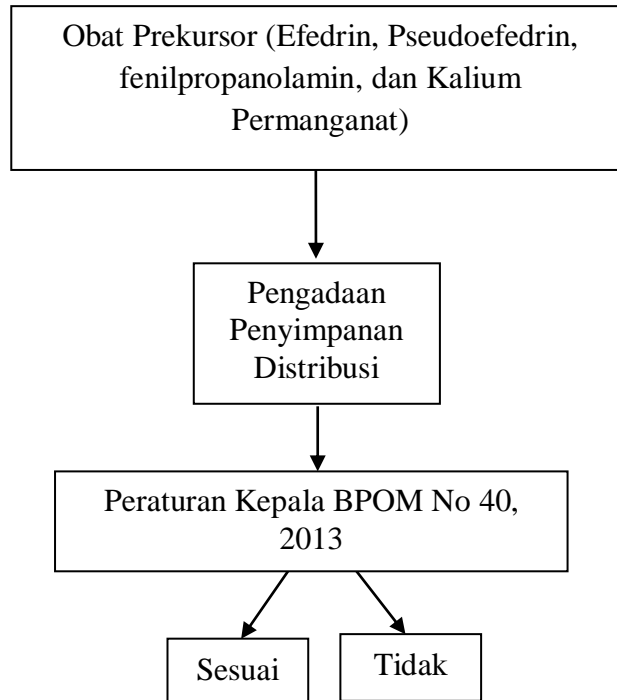 Obat Prekursor (Efedrin, Pseudoefedrin,
fenilpropanolamin, dan Kalium
Permanganat)
Pengadaan
Penyimpanan
Distribusi
Peraturan Kepala BPOM No 40,
2013
Sesuai
Tidak